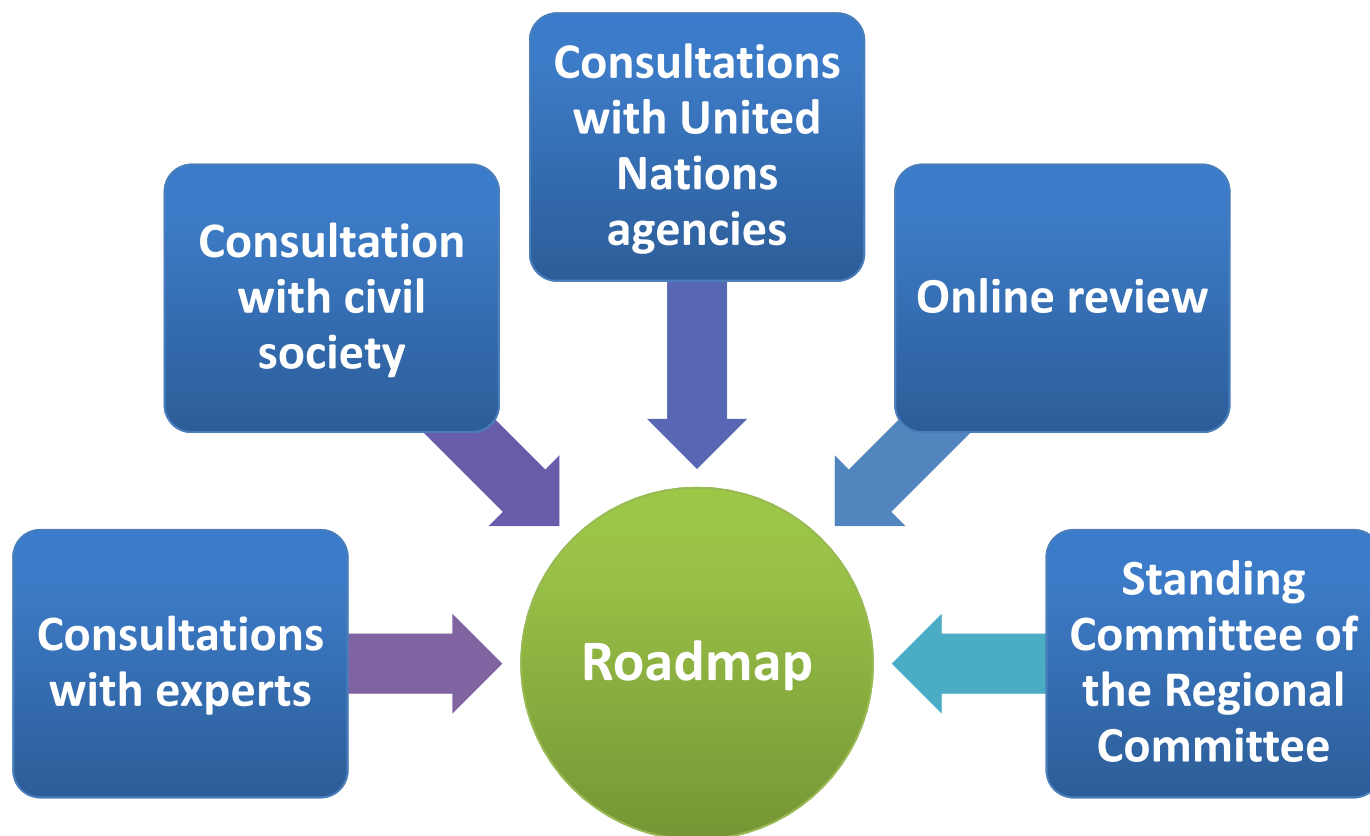 Consultations
with United
Nations
agencies
Consultation
with civil
society
Online review
Consultations
with experts
Roadmap
Standing
Committee of
the Regional
Committee